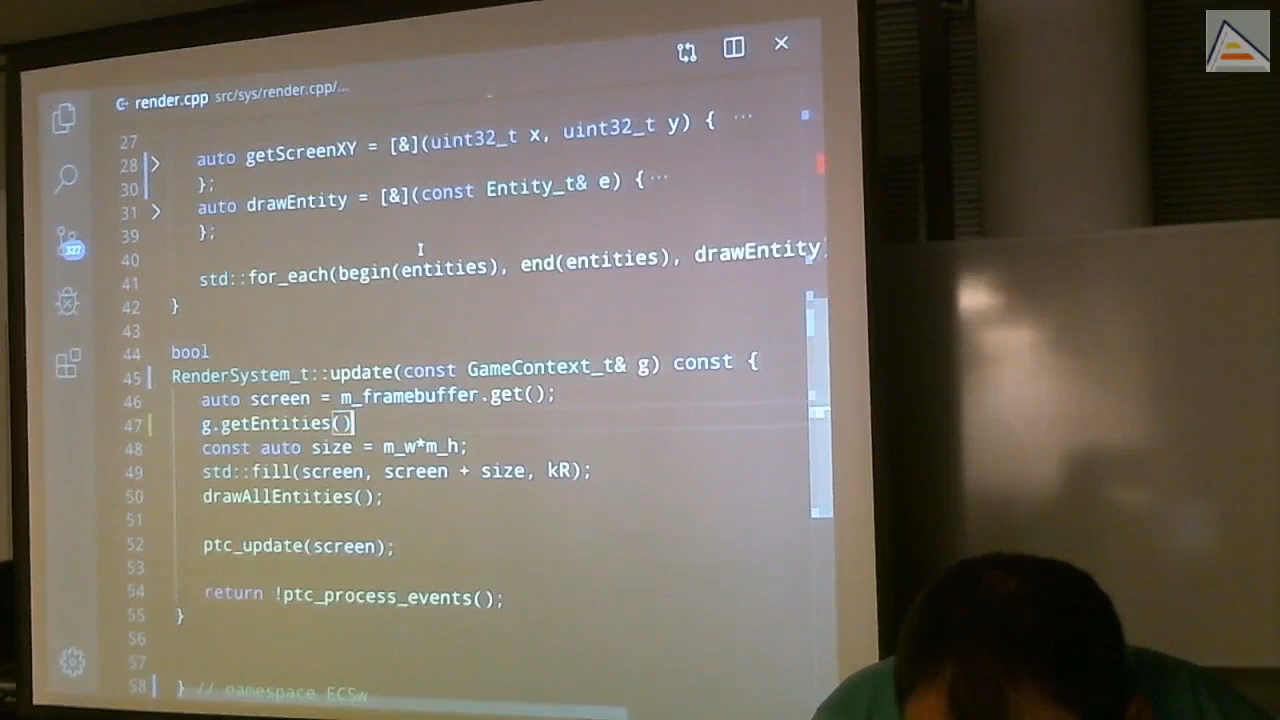 render.cpp src/sys/render.cpp/...
27
28 auto getScreenXY = [&](uint32_t x, uint32_t y) { ...
30 };
31 auto drawEntity = [&](const Entity_t& e) { ...
39 };
40
41 std::for_each(begin(entities), end(entities), drawEntity
42 }
43
44 bool
45 RenderSystem_t::update(const GameContext_t& g) const {
46 auto screen = m_framebuffer.get();
47 g.getEntities()
48 const auto size = m_w*m_h;
49 std::fill(screen, screen + size, kR);
50 drawAllEntities();
51
52 ptc_update(screen);
53
54 return !ptc_process_events();
55 }
56
57
58 } // namespace ECS
327